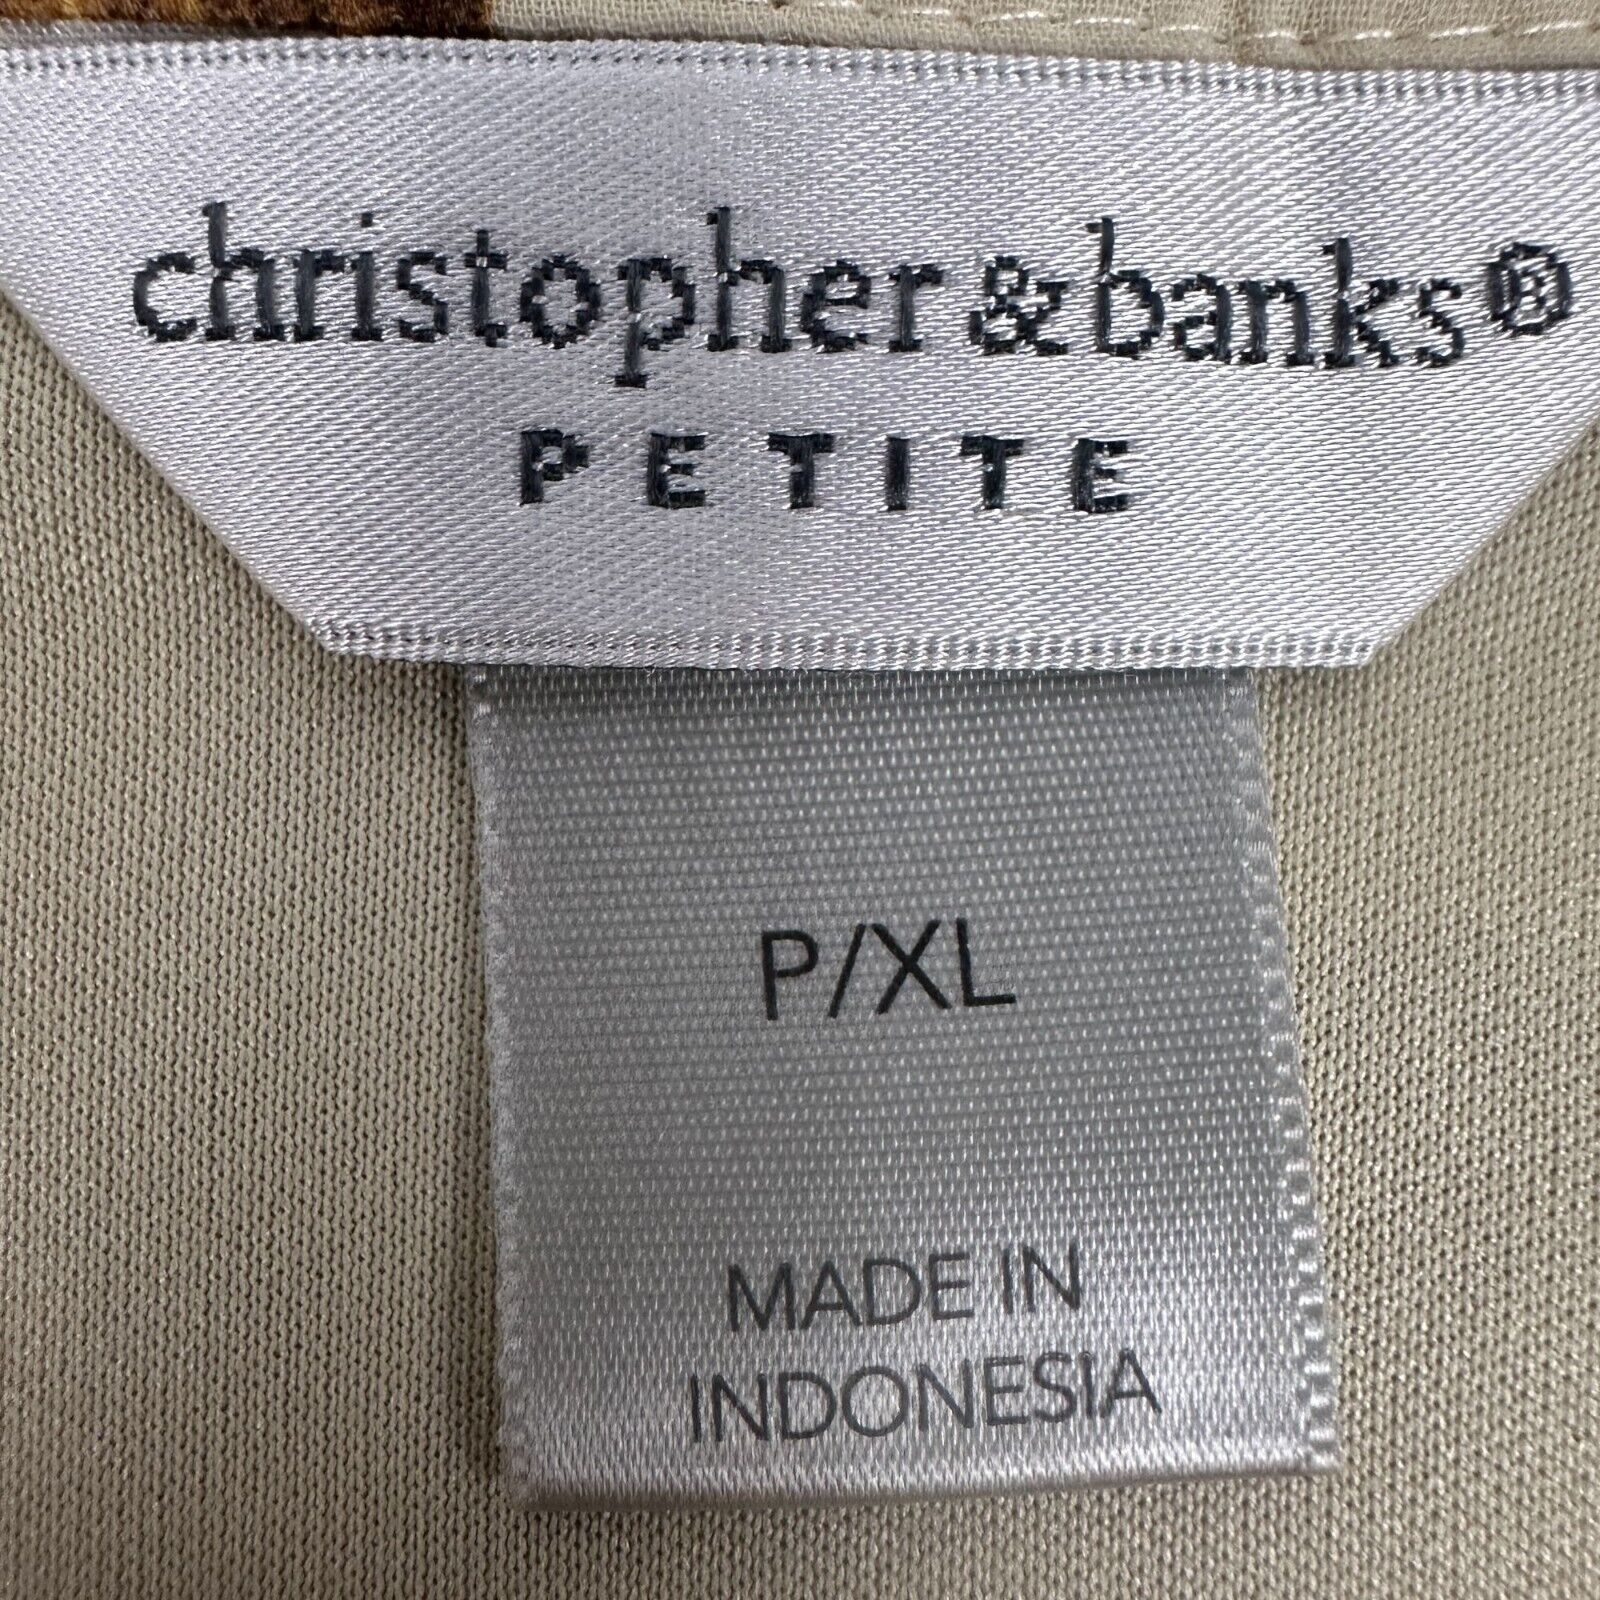 christopher & banks®
PETITE
P/XL
MADE IN
INDONESIA